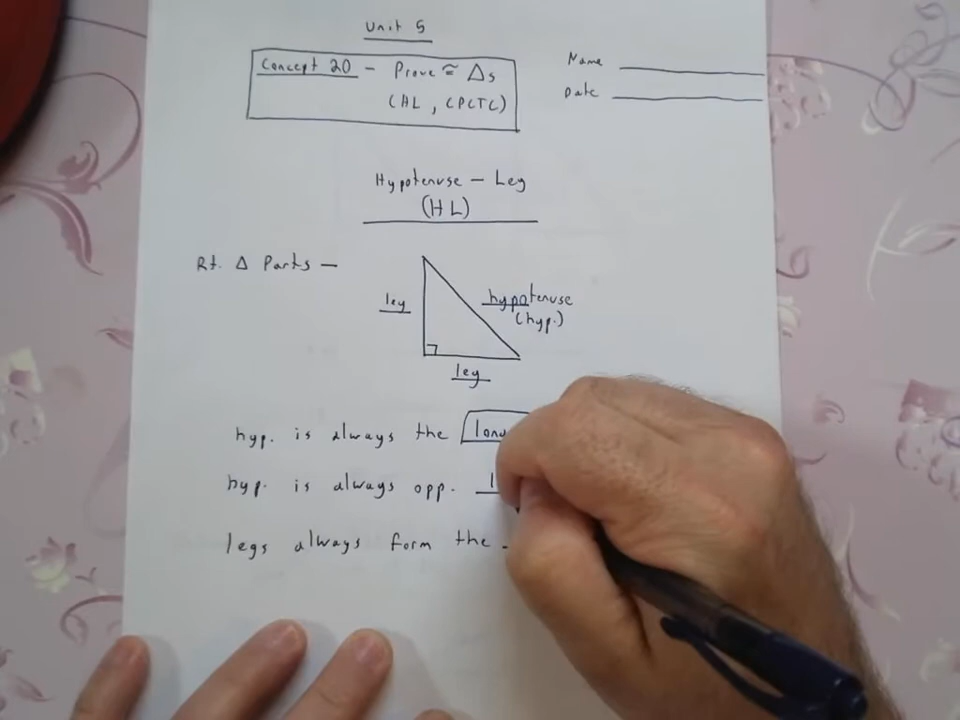 Unit 5
Concept 20 - Prove ≅ Δs
(HL, CPCTC)
Name
Date
Hypotenuse - Leg
(HL)
Rt. Δ Parts -
leg
hypotenuse
(hyp.)
leg
hyp. is always the
hyp. is always opp.
legs always form the